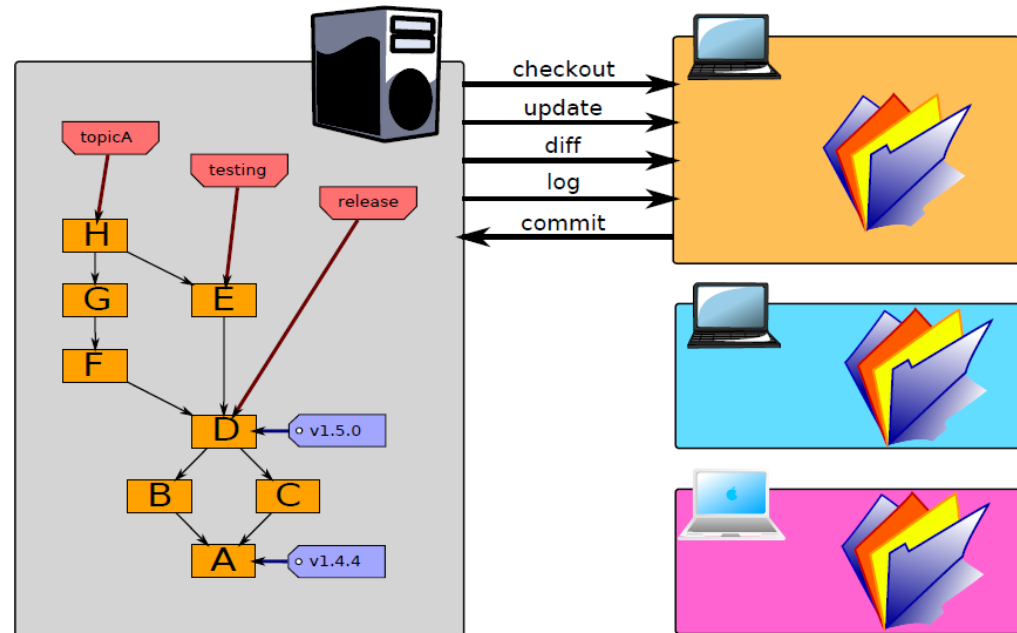 checkout
update
diff
log
commit
topicA
testing
release
H
G
E
F
D
v1.5.0
B
C
A
v1.4.4